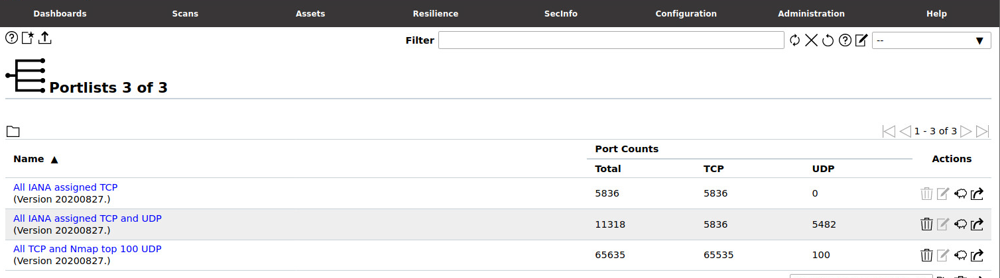 Dashboards Scans Assets Resilience SecInfo Configuration Administration Help
Filter --
Portlists 3 of 3
1 - 3 of 3
Port Counts
Name ▲ Actions
Total TCP UDP
All IANA assigned TCP
(Version 20200827.)
5836 5836 0
All IANA assigned TCP and UDP
(Version 20200827.)
11318 5836 5482
All TCP and Nmap top 100 UDP
(Version 20200827.)
65635 65535 100